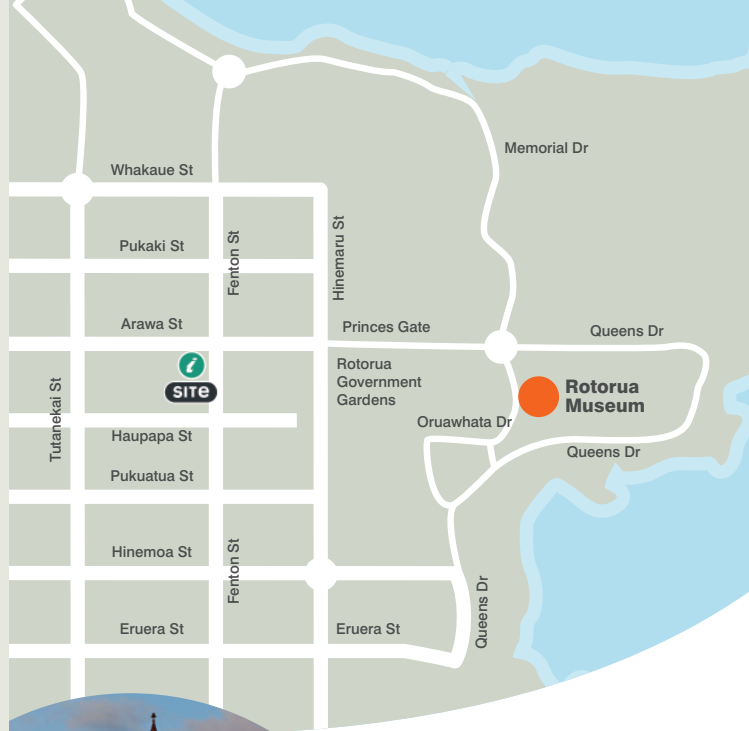 Memorial Dr
Whakaue St
Pukaki St
Fenton St
Hinemaru St
Arawa St
Princes Gate
Queens Dr
i
SITE
Rotorua
Government
Gardens
Rotorua
Museum
Tutanekai St
Oruawhata Dr
Haupapa St
Queens Dr
Pukuatua St
Hinemoa St
Fenton St
Queens Dr
Eruera St
Eruera St